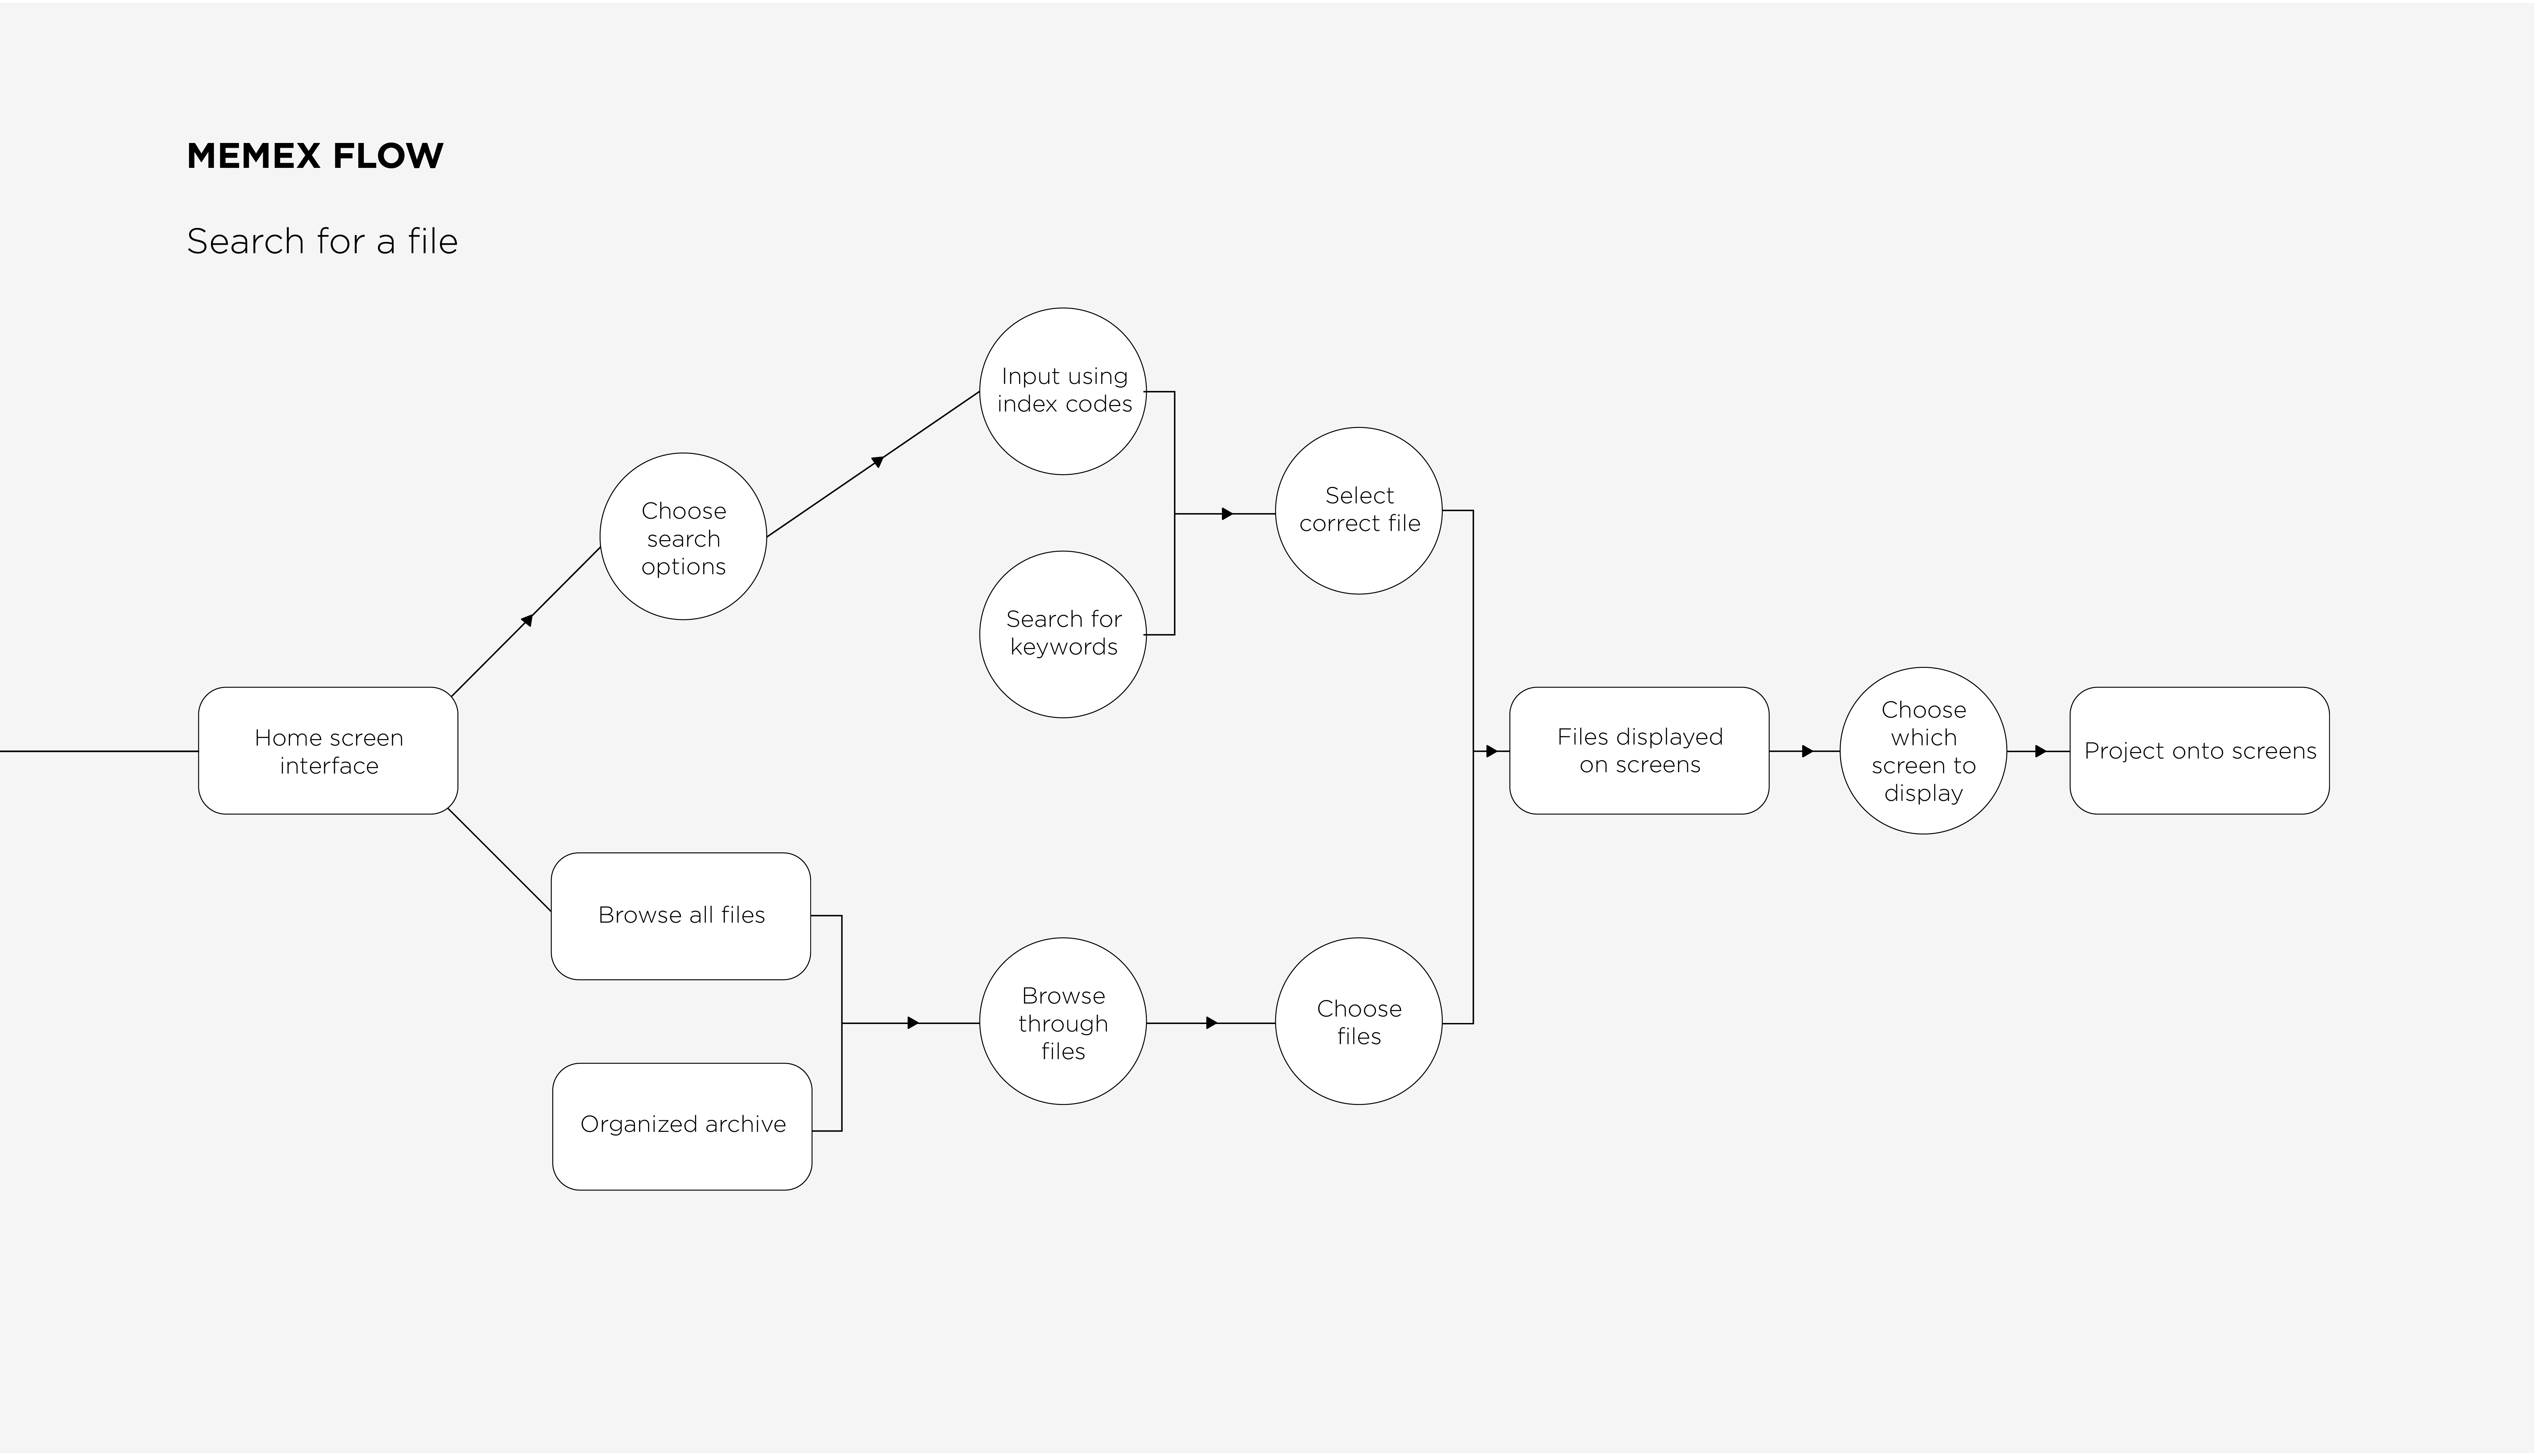 MEMEX FLOW
Search for a file
Input using
index codes
Choose
search
options
Select
correct file
Search for
keywords
Home screen
interface
Files displayed
on screens
Choose
which
screen to
display
Project onto screens
Browse all files
Browse
through
files
Choose
files
Organized archive